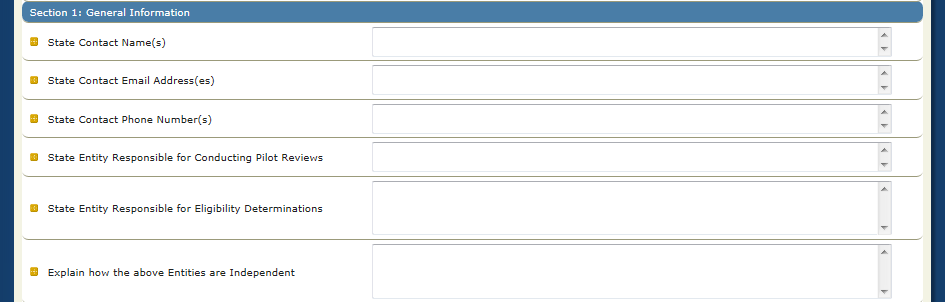 Section 1: General Information
State Contact Name(s)
State Contact Email Address(es)
State Contact Phone Number(s)
State Entity Responsible for Conducting Pilot Reviews
State Entity Responsible for Eligibility Determinations
Explain how the above Entities are Independent